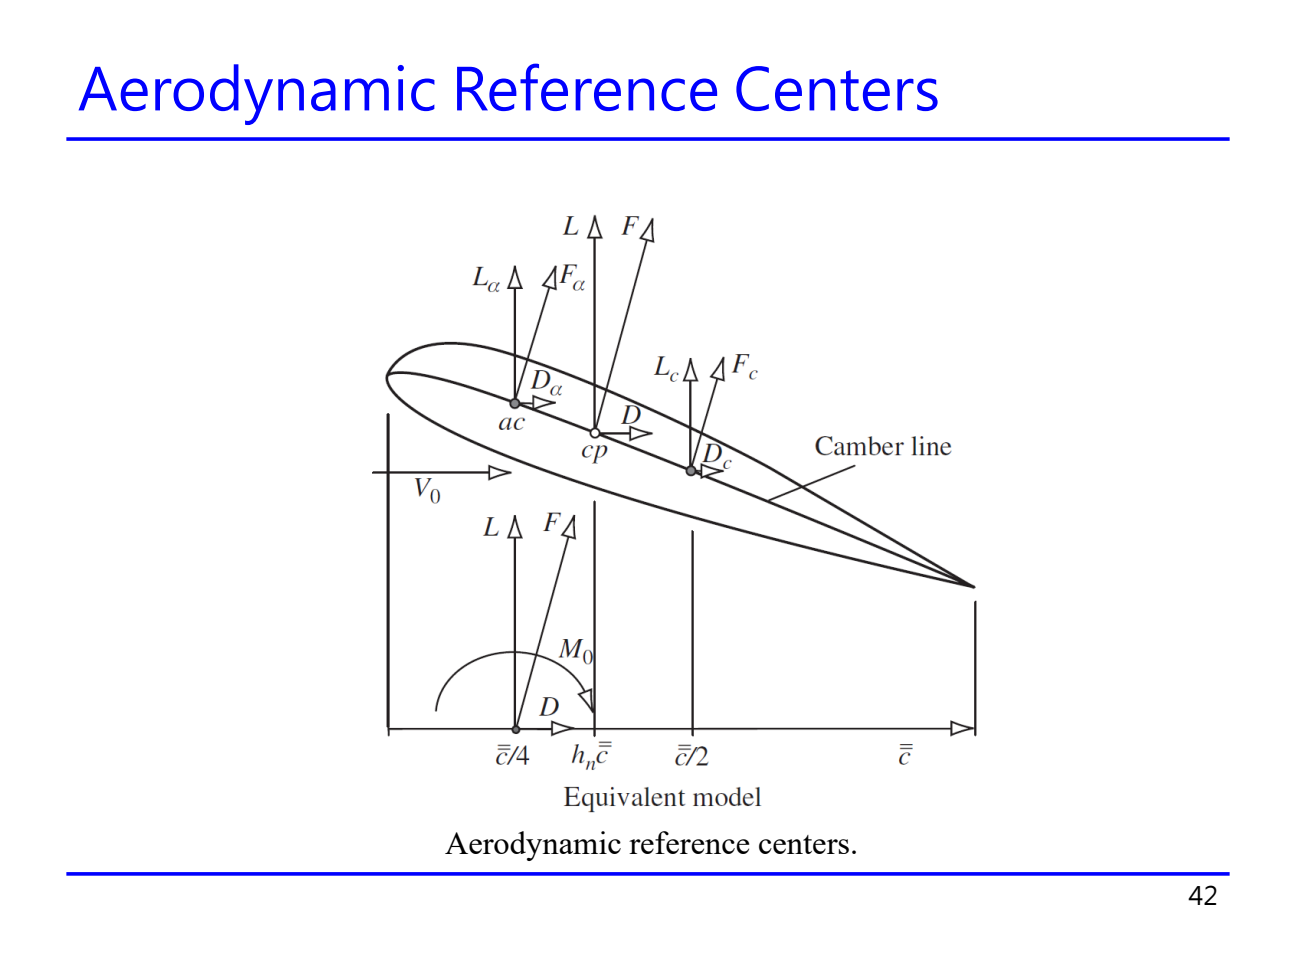 Aerodynamic Reference Centers
L F
Lα Fα
Lc Fc
Dα
ac
D
cp
Dc
Camber line
V0
L F
M0
D
c̿/4 hnc̿ c̿/2 c̿
Equivalent model
Aerodynamic reference centers.
42